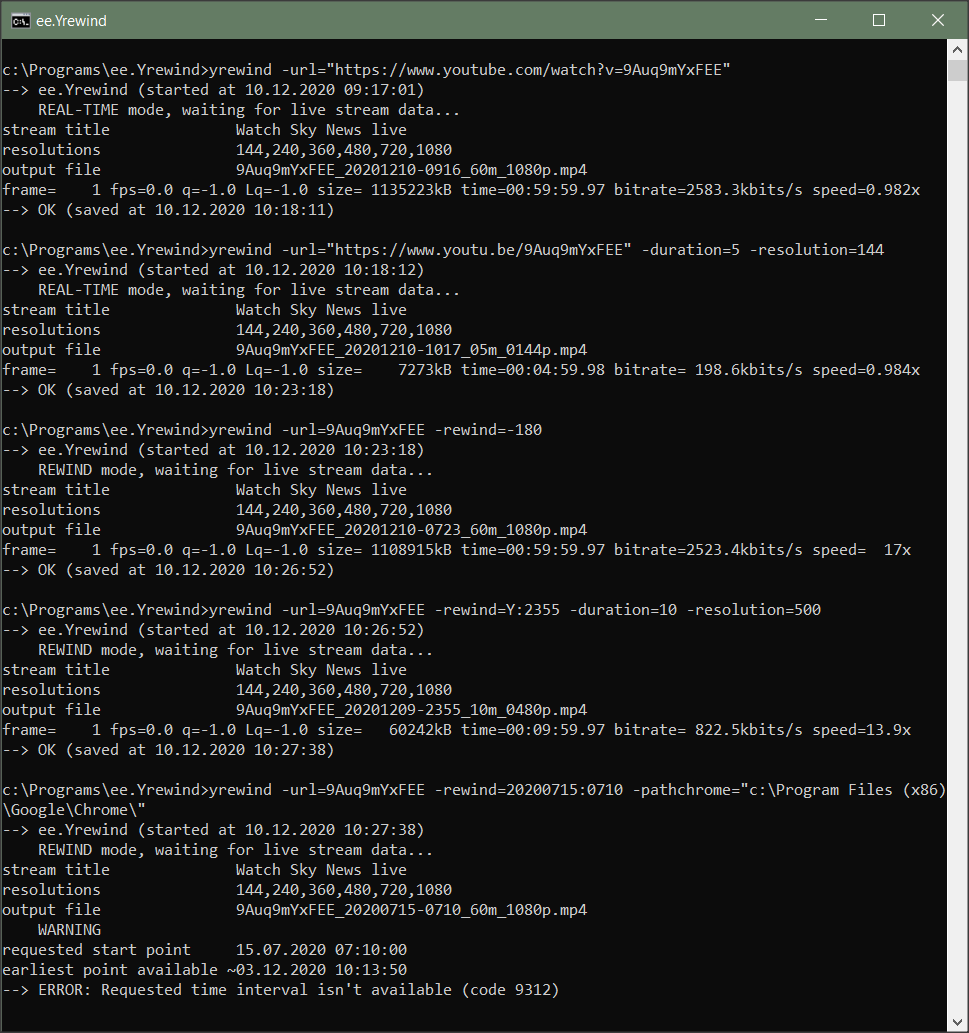 ee.Yrewind
c:\Programs\ee.Yrewind>yrewind -url="https://www.youtube.com/watch?v=9Auq9mYxFEE"
--> ee.Yrewind (started at 10.12.2020 09:17:01)
    REAL-TIME mode, waiting for live stream data...
stream title              Watch Sky News live
resolutions               144,240,360,480,720,1080
output file               9Auq9mYxFEE_20201210-0916_60m_1080p.mp4
frame=    1 fps=0.0 q=-1.0 Lq=-1.0 size= 1135223kB time=00:59:59.97 bitrate=2583.3kbits/s speed=0.982x
--> OK (saved at 10.12.2020 10:18:11)
c:\Programs\ee.Yrewind>yrewind -url="https://www.youtu.be/9Auq9mYxFEE" -duration=5 -resolution=144
--> ee.Yrewind (started at 10.12.2020 10:18:12)
    REAL-TIME mode, waiting for live stream data...
stream title              Watch Sky News live
resolutions               144,240,360,480,720,1080
output file               9Auq9mYxFEE_20201210-1017_05m_0144p.mp4
frame=    1 fps=0.0 q=-1.0 Lq=-1.0 size=    7273kB time=00:04:59.98 bitrate= 198.6kbits/s speed=0.984x
--> OK (saved at 10.12.2020 10:23:18)
c:\Programs\ee.Yrewind>yrewind -url=9Auq9mYxFEE -rewind=-180
--> ee.Yrewind (started at 10.12.2020 10:23:18)
    REWIND mode, waiting for live stream data...
stream title              Watch Sky News live
resolutions               144,240,360,480,720,1080
output file               9Auq9mYxFEE_20201210-0723_60m_1080p.mp4
frame=    1 fps=0.0 q=-1.0 Lq=-1.0 size= 1108915kB time=00:59:59.97 bitrate=2523.4kbits/s speed=  17x
--> OK (saved at 10.12.2020 10:26:52)
c:\Programs\ee.Yrewind>yrewind -url=9Auq9mYxFEE -rewind=Y:2355 -duration=10 -resolution=500
--> ee.Yrewind (started at 10.12.2020 10:26:52)
    REWIND mode, waiting for live stream data...
stream title              Watch Sky News live
resolutions               144,240,360,480,720,1080
output file               9Auq9mYxFEE_20201209-2355_10m_0480p.mp4
frame=    1 fps=0.0 q=-1.0 Lq=-1.0 size=   60242kB time=00:09:59.97 bitrate= 822.5kbits/s speed=13.9x
--> OK (saved at 10.12.2020 10:27:38)
c:\Programs\ee.Yrewind>yrewind -url=9Auq9mYxFEE -rewind=20200715:0710 -pathchrome="c:\Program Files (x86)
\Google\Chrome\"
--> ee.Yrewind (started at 10.12.2020 10:27:38)
    REWIND mode, waiting for live stream data...
stream title              Watch Sky News live
resolutions               144,240,360,480,720,1080
output file               9Auq9mYxFEE_20200715-0710_60m_1080p.mp4
    WARNING
requested start point     15.07.2020 07:10:00
earliest point available ~03.12.2020 10:13:50
--> ERROR: Requested time interval isn't available (code 9312)